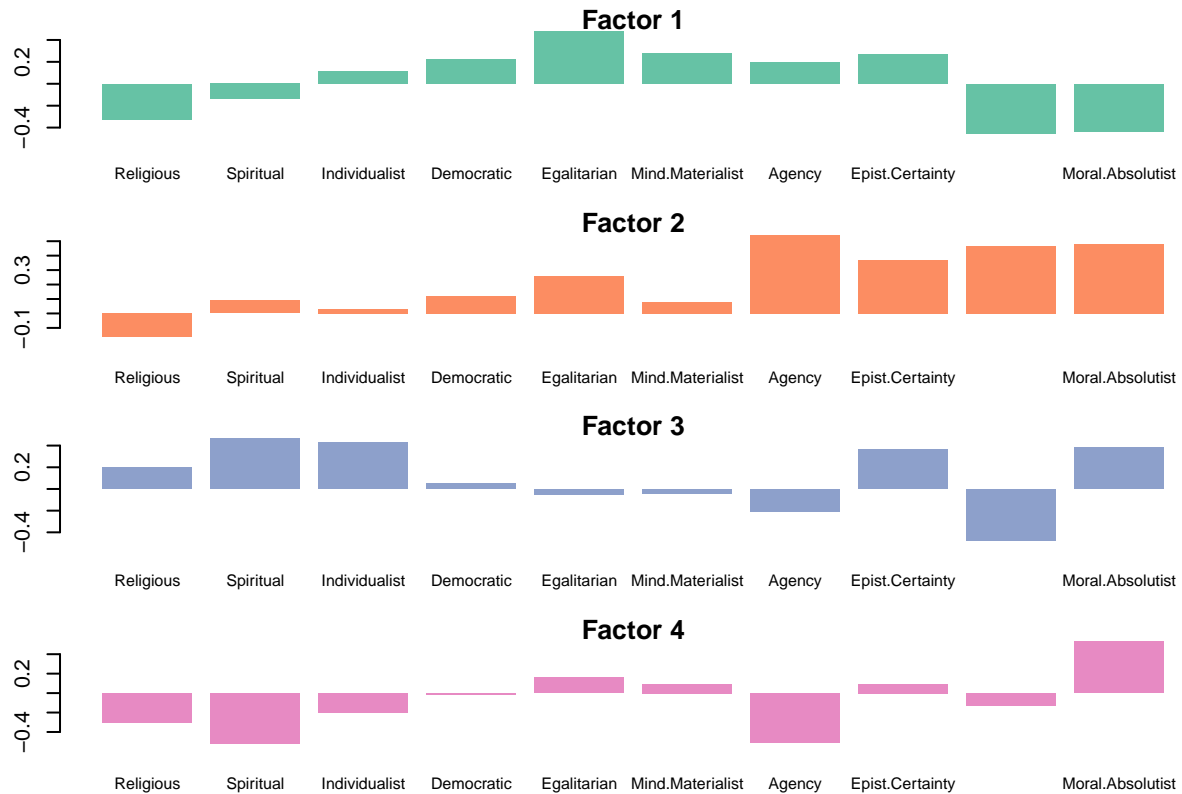 Factor 1
0.2
−0.4
Religious Spiritual Individualist Democratic Egalitarian Mind.Materialist Agency Epist.Certainty Moral.Absolutist
Factor 2
0.3
−0.1
Religious Spiritual Individualist Democratic Egalitarian Mind.Materialist Agency Epist.Certainty Moral.Absolutist
Factor 3
0.2
−0.4
Religious Spiritual Individualist Democratic Egalitarian Mind.Materialist Agency Epist.Certainty Moral.Absolutist
Factor 4
0.2
−0.4
Religious Spiritual Individualist Democratic Egalitarian Mind.Materialist Agency Epist.Certainty Moral.Absolutist